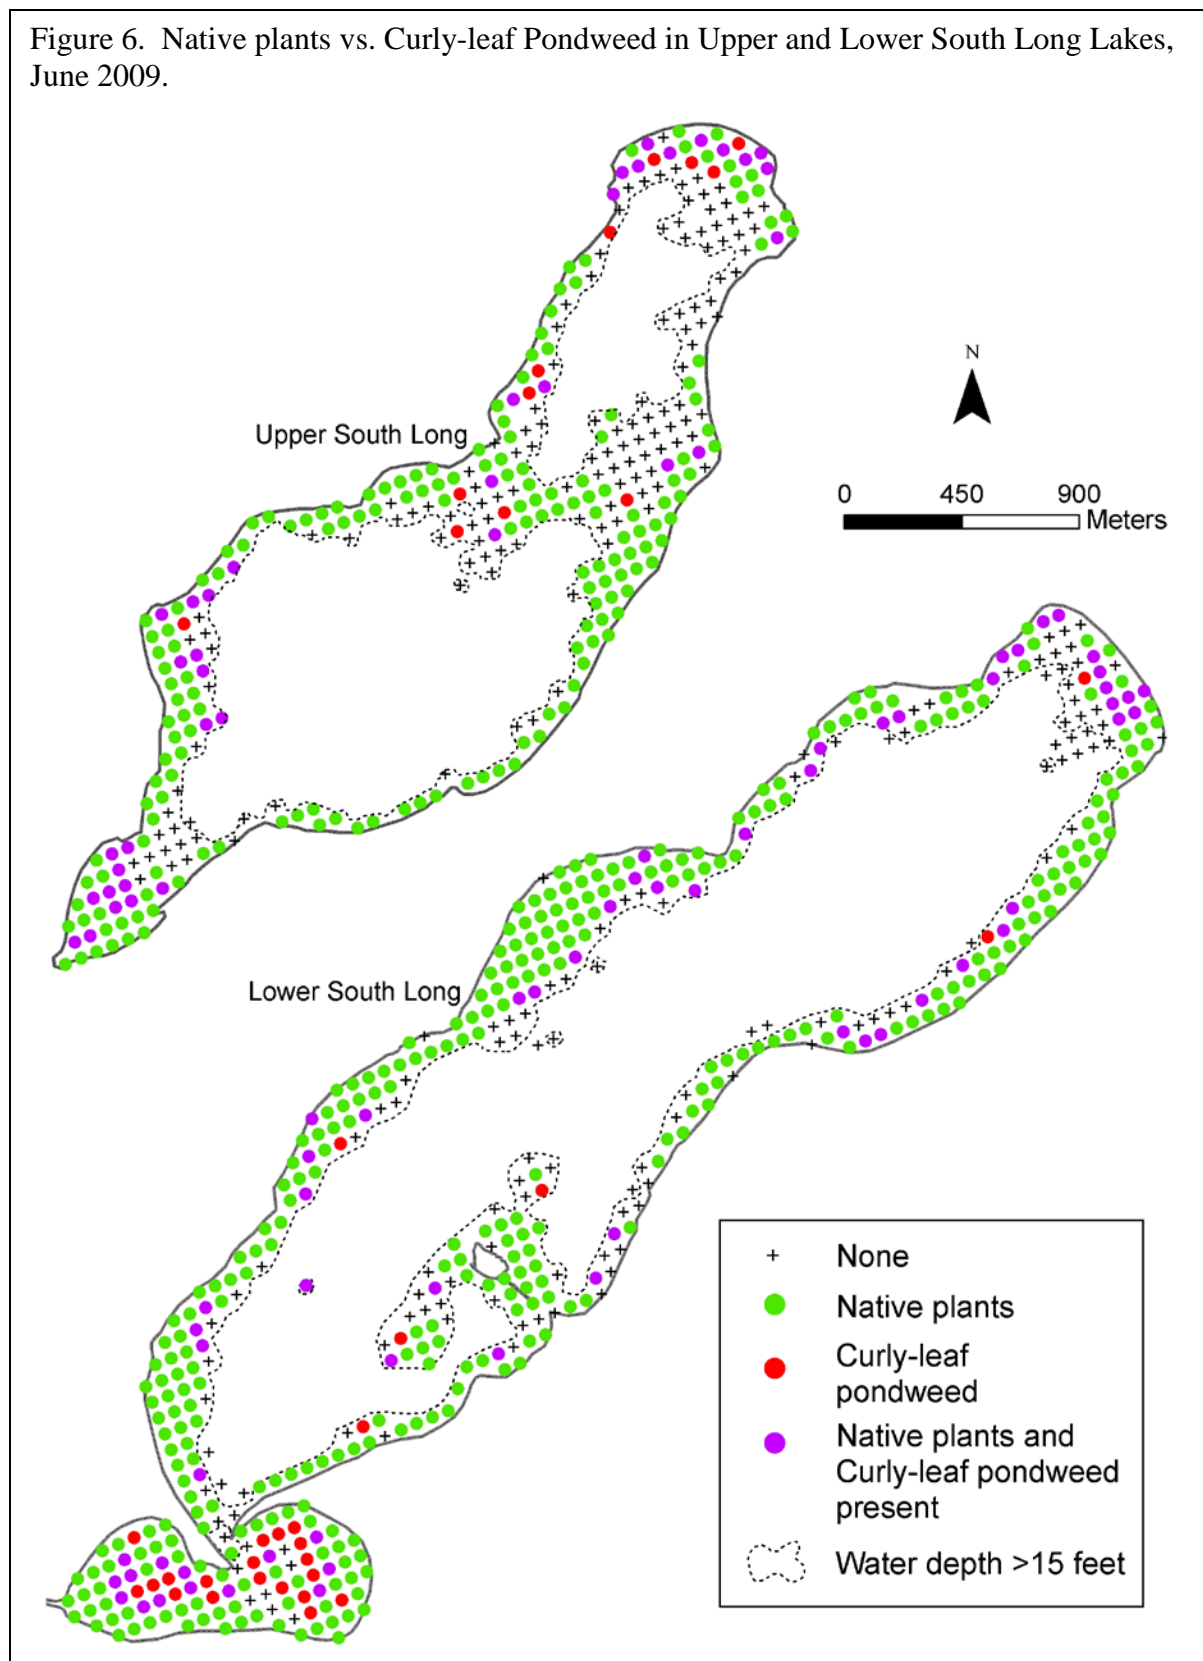 Figure 6.  Native plants vs. Curly-leaf Pondweed in Upper and Lower South Long Lakes,
June 2009.
Upper South Long
N
0 450 900
Meters
Lower South Long
None
Native plants
Curly-leaf
pondweed
Native plants and
Curly-leaf pondweed
present
Water depth >15 feet